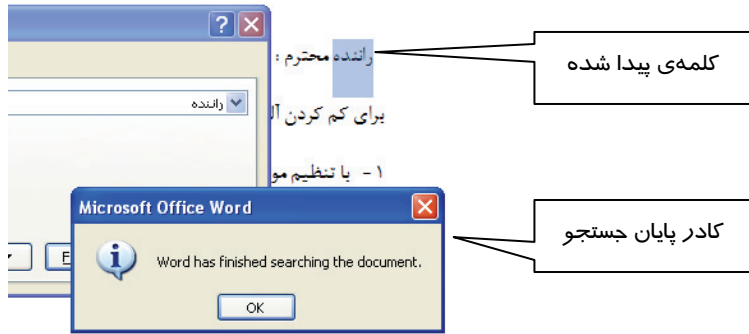 راننده محترم :
کلمه‌ی پیدا شده
راننده
برای کم کردن
۱ - با تنظیم
Microsoft Office Word
Word has finished searching the document.
OK
کادر پایان جستجو